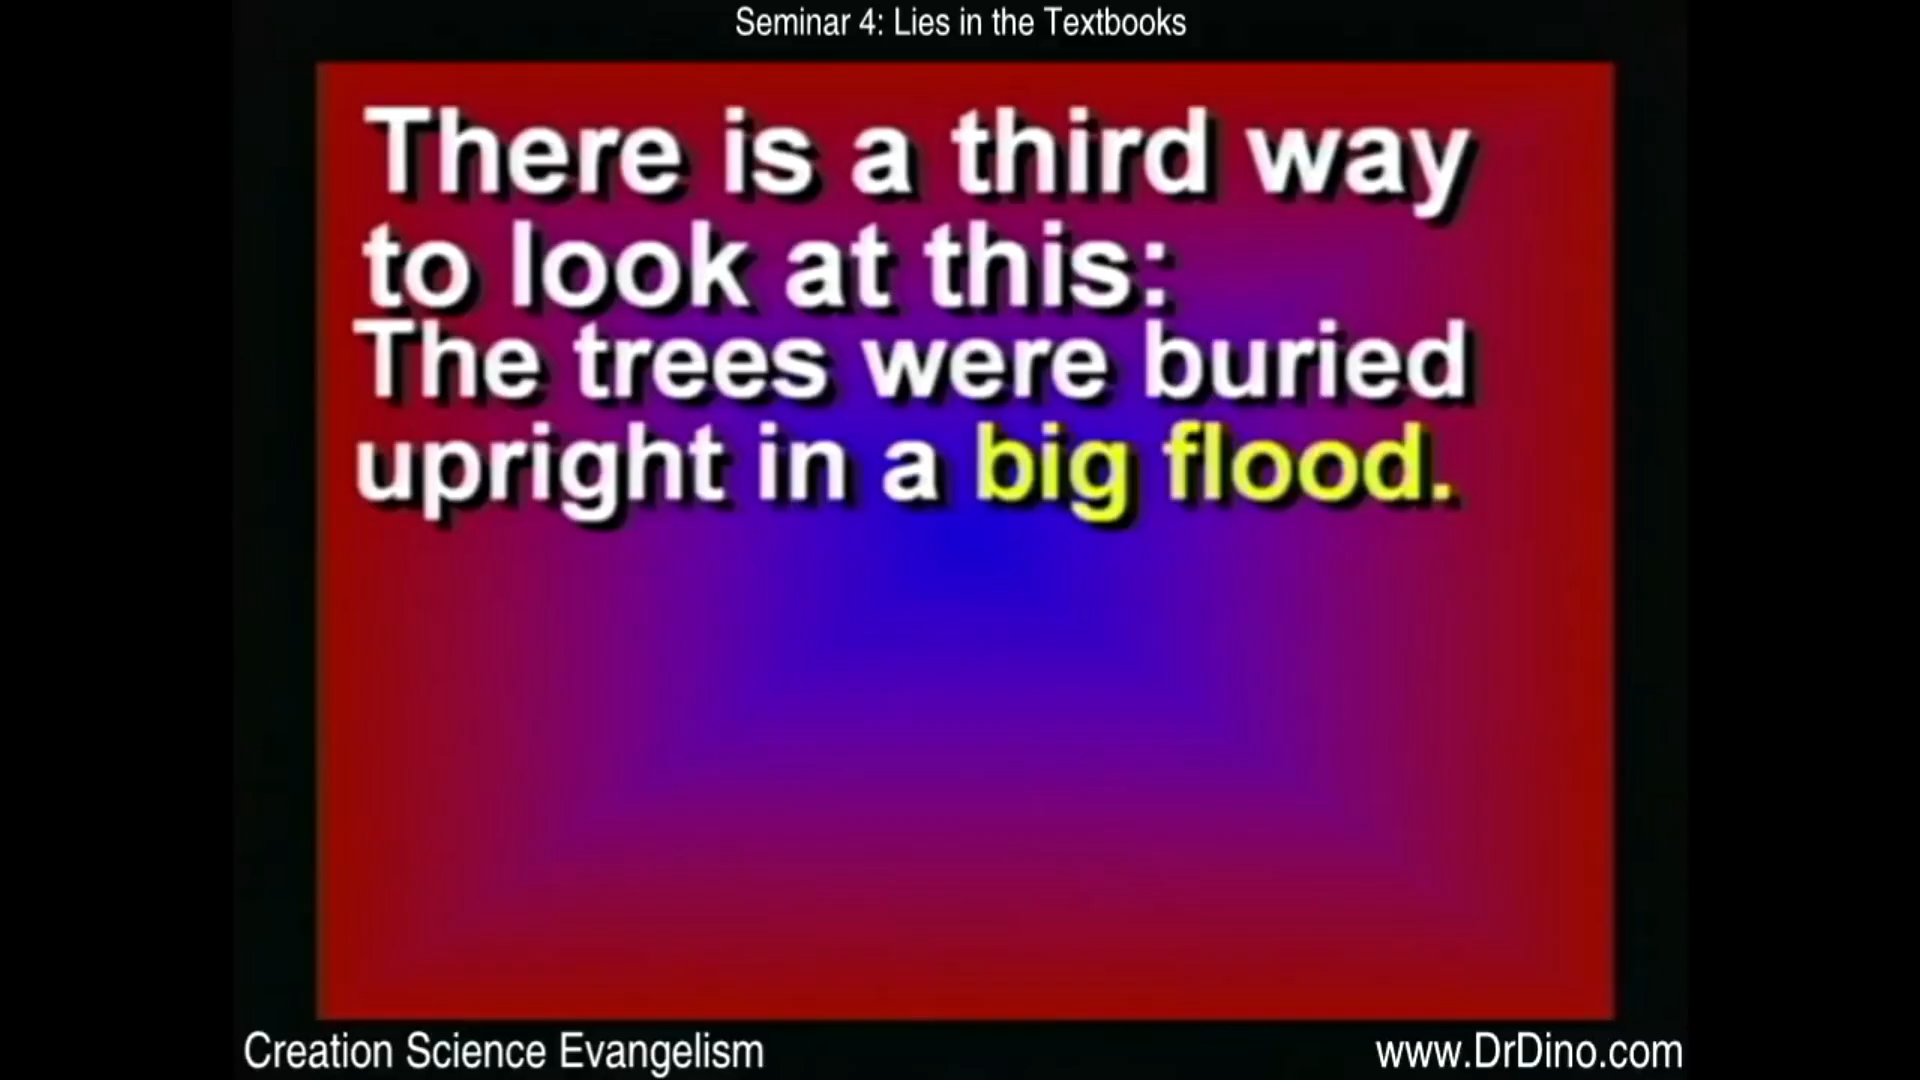 Seminar 4: Lies in the Textbooks
There is a third way
to look at this:
The trees were buried
upright in a big flood.
Creation Science Evangelism
www.DrDino.com